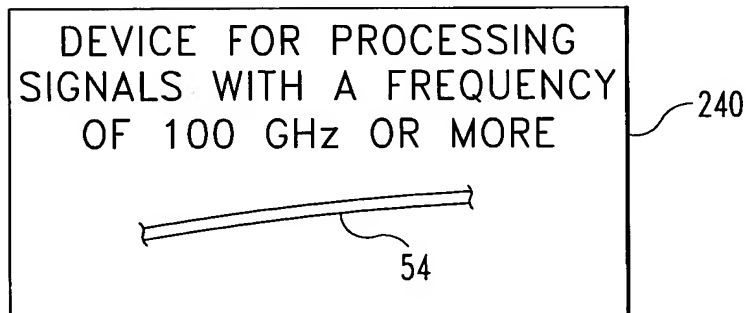 DEVICE FOR PROCESSING
SIGNALS WITH A FREQUENCY
OF 100 GHz OR MORE
240
54